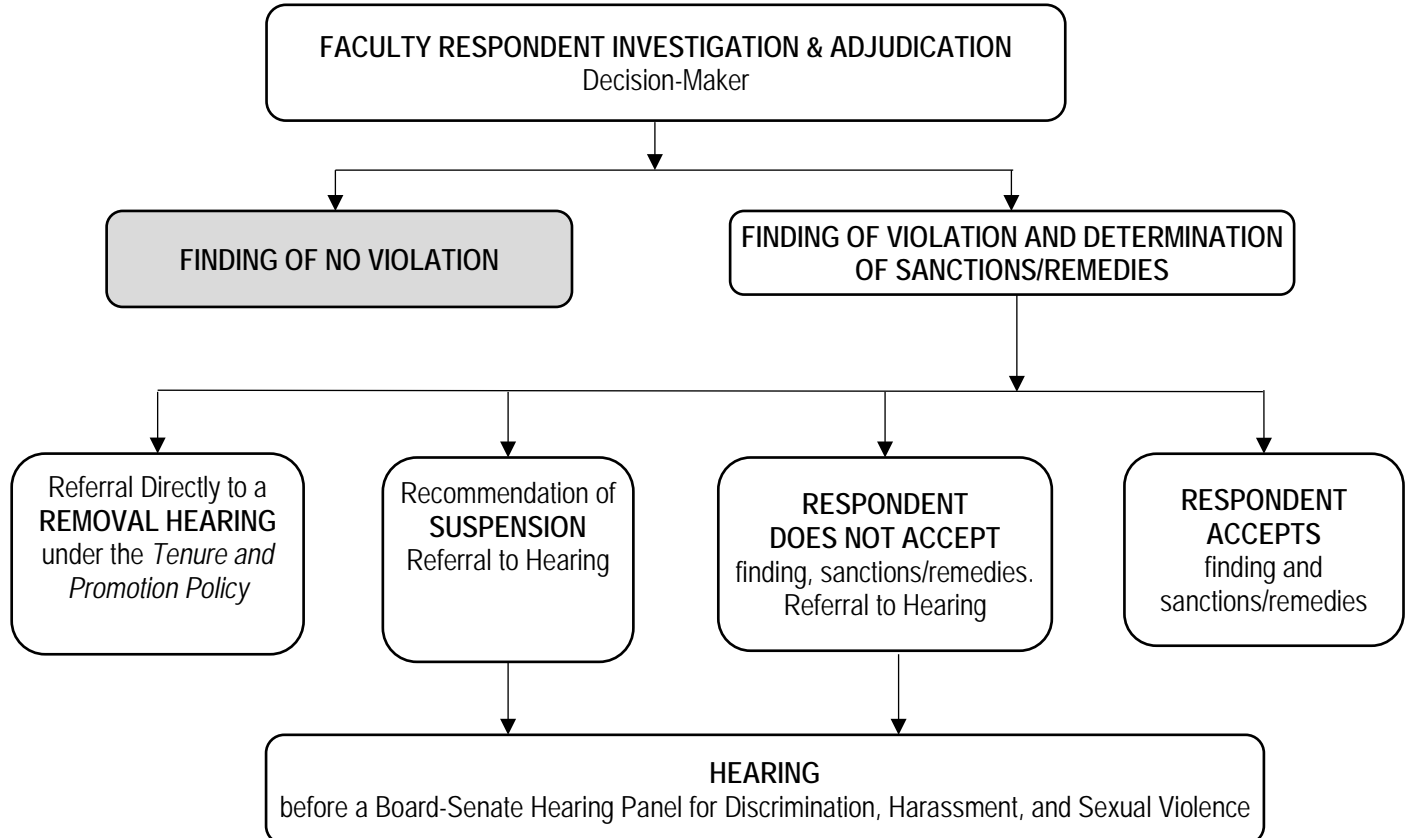 FACULTY RESPONDENT INVESTIGATION & ADJUDICATION
Decision-Maker
FINDING OF NO VIOLATION
FINDING OF VIOLATION AND DETERMINATION
OF SANCTIONS/REMEDIES
Referral Directly to a
REMOVAL HEARING
under the Tenure and
Promotion Policy
Recommendation of
SUSPENSION
Referral to Hearing
RESPONDENT
DOES NOT ACCEPT
finding, sanctions/remedies.
Referral to Hearing
RESPONDENT
ACCEPTS
finding and
sanctions/remedies
HEARING
before a Board-Senate Hearing Panel for Discrimination, Harassment, and Sexual Violence